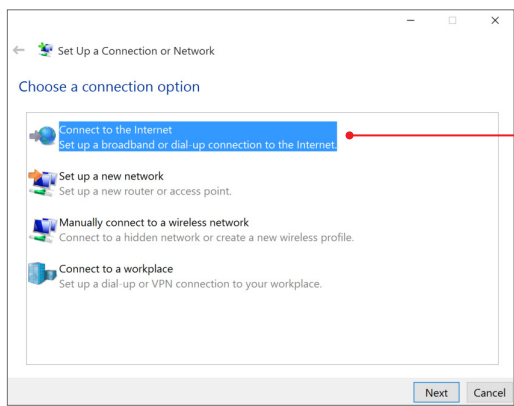 Set Up a Connection or Network
Choose a connection option
Connect to the Internet
Set up a broadband or dial-up connection to the Internet.
Set up a new network
Set up a new router or access point.
Manually connect to a wireless network
Connect to a hidden network or create a new wireless profile.
Connect to a workplace
Set up a dial-up or VPN connection to your workplace.
Next Cancel